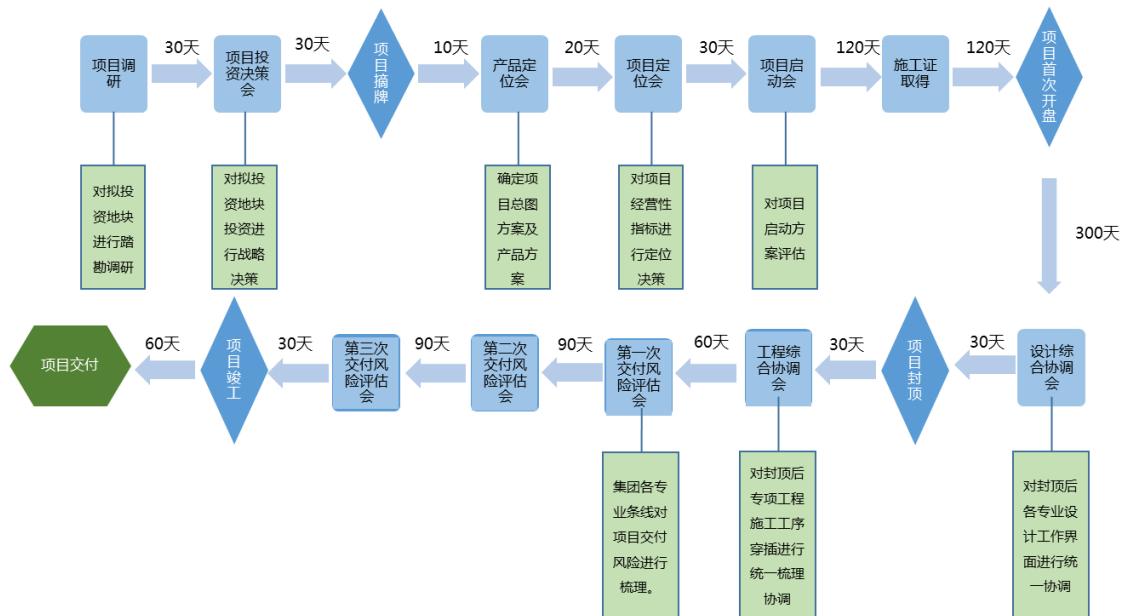 30天
30天
10天
20天
30天
120天
120天
项目调
研
项目投
资决策
会
项目摘牌
产品定
位会
项目定
位会
项目启
动会
施工证
取得
项目首次开盘
对拟投
资地块
进行踏
勘调研
对拟投
资地块
投资进
行战略
决策
确定项
目总图
方案及
产品方
案
对项目
经营性
指标进
行定位
决策
对项目
启动方
案评估
300天
项目交付
60天
项目竣工
30天
第三次
交付风
险评估
会
90天
第二次
交付风
险评估
会
90天
第一次
交付风
险评估
会
60天
工程综
合协调
会
30天
项目封顶
30天
设计综
合协调
会
集团各专
业条线对
项目交付
风险进行
梳理。
对封顶后
专项工程
施工工序
穿插进行
统一梳理
协调
对封顶后
各专业设
计工作界
面进行统
一协调